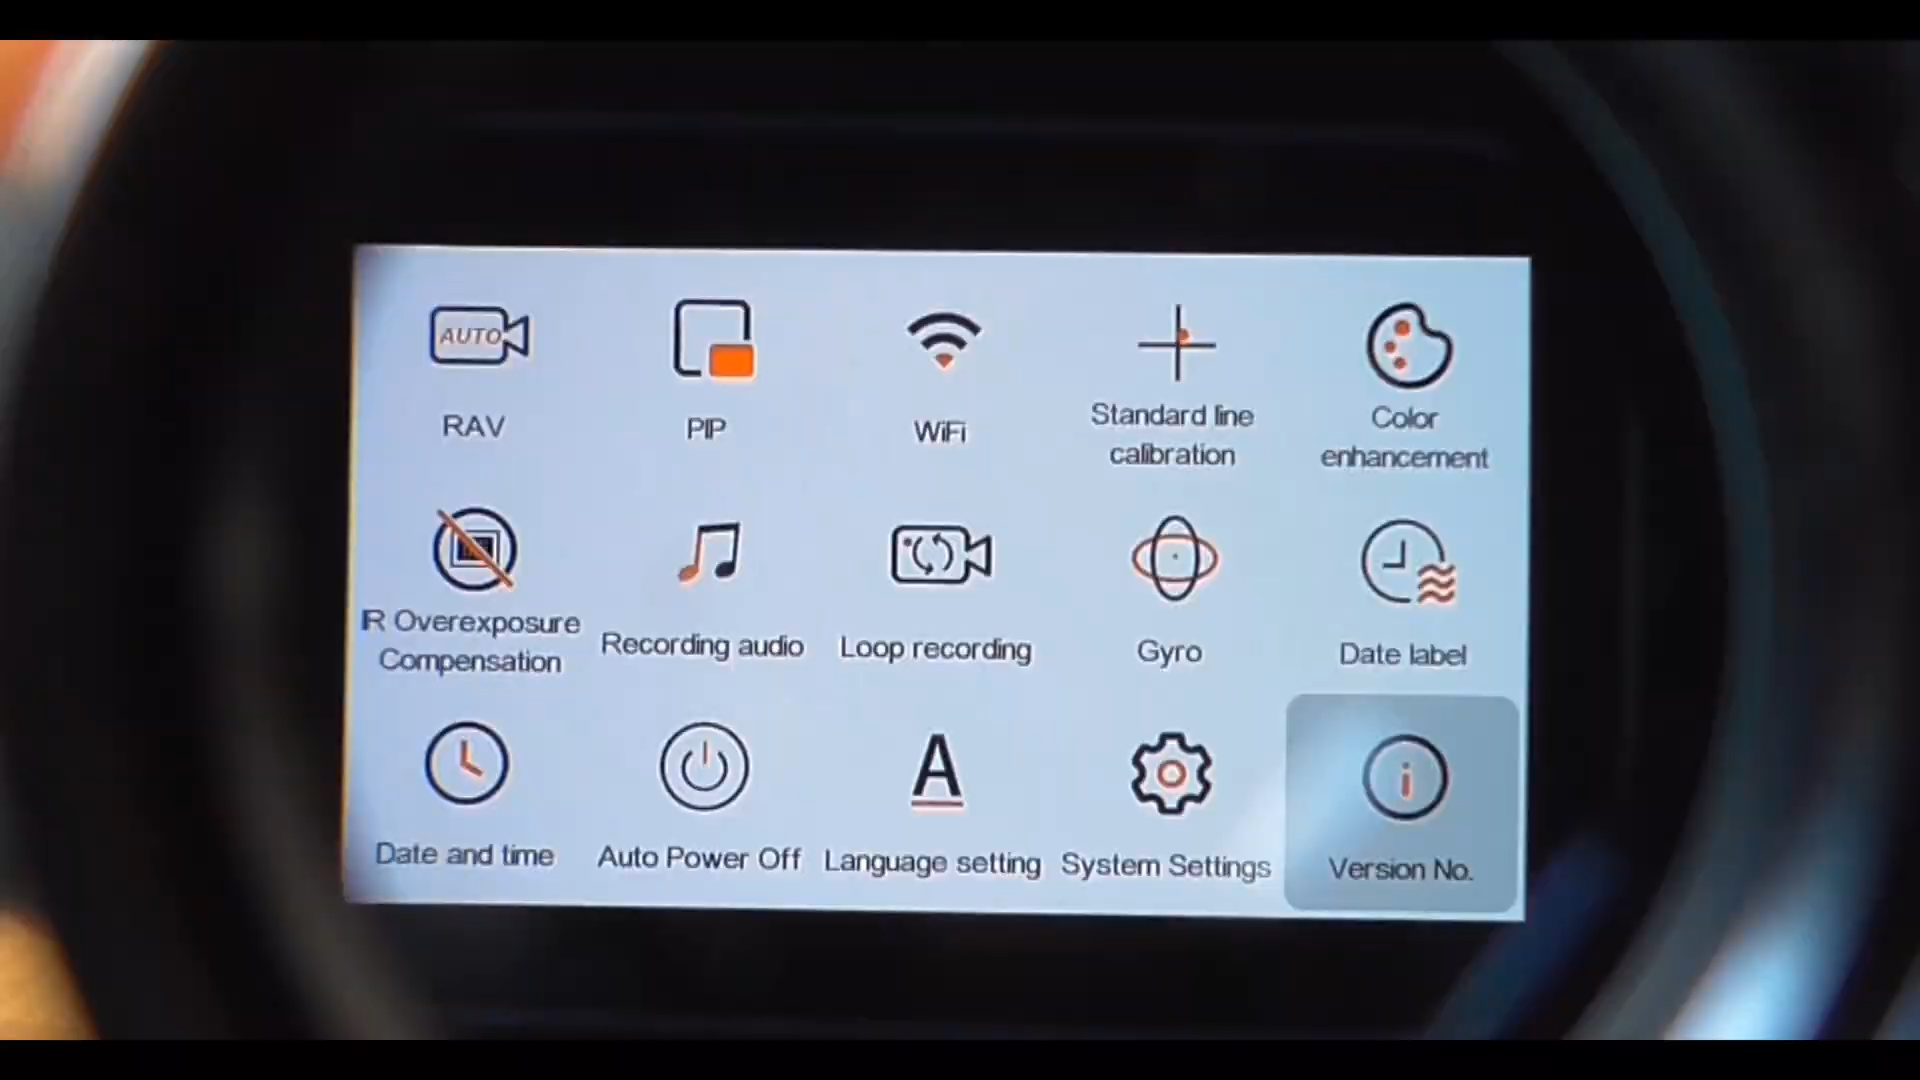 AUTO
RAV
PIP
WiFi
Standard line
calibration
Color
enhancement
IR Overexposure
Compensation
Recording audio
Loop recording
Gyro
Date label
Date and time
Auto Power Off
A
Language setting
System Settings
i
Version No.